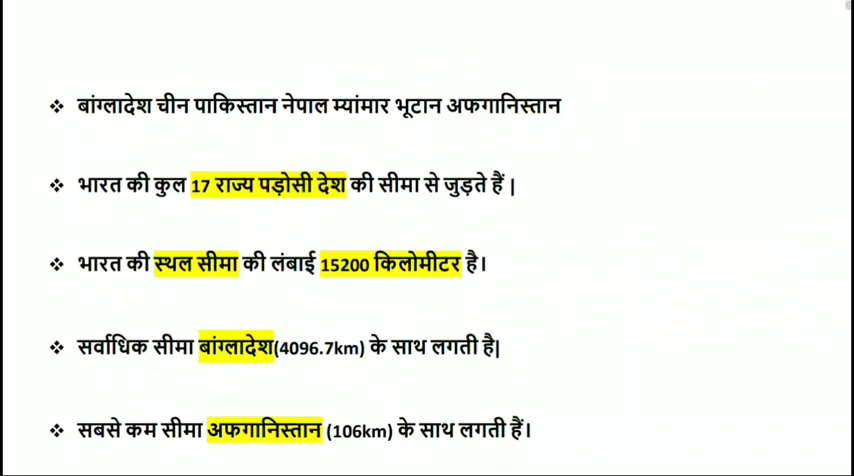 ❖ बांग्लादेश चीन पाकिस्तान नेपाल म्यांमार भूटान अफगानिस्तान
❖ भारत की कुल 17 राज्य पड़ोसी देश की सीमा से जुड़ते हैं |
❖ भारत की स्थल सीमा की लंबाई 15200 किलोमीटर है।
❖ सर्वाधिक सीमा बांग्लादेश(4096.7km) के साथ लगती है|
❖ सबसे कम सीमा अफगानिस्तान (106km) के साथ लगती हैं।